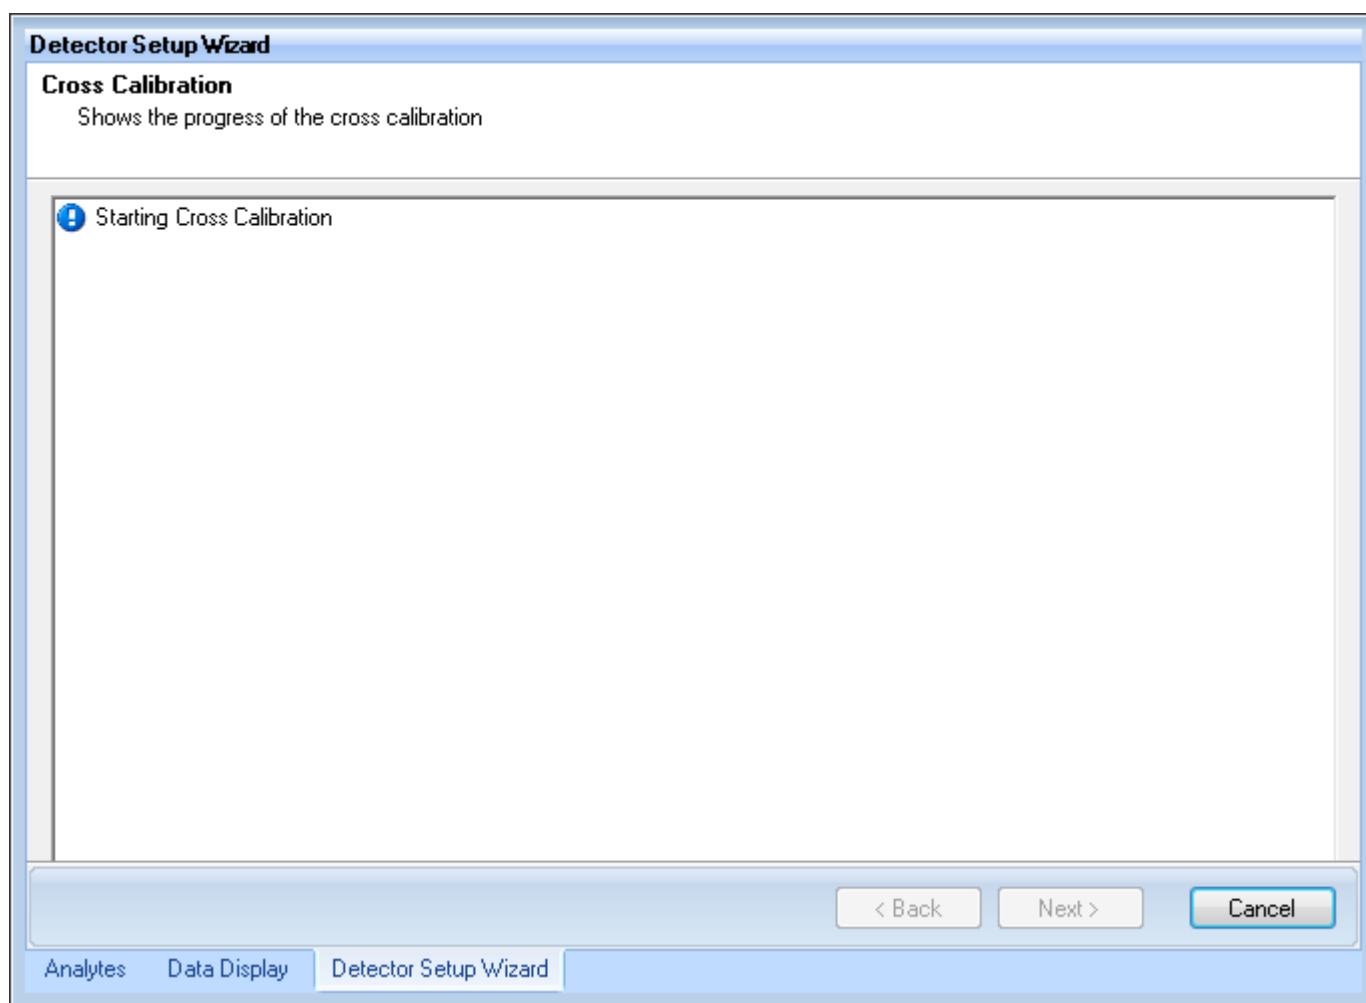 Detector Setup Wizard
Cross Calibration
Shows the progress of the cross calibration
Starting Cross Calibration
< Back Next > Cancel
Analytes Data Display Detector Setup Wizard